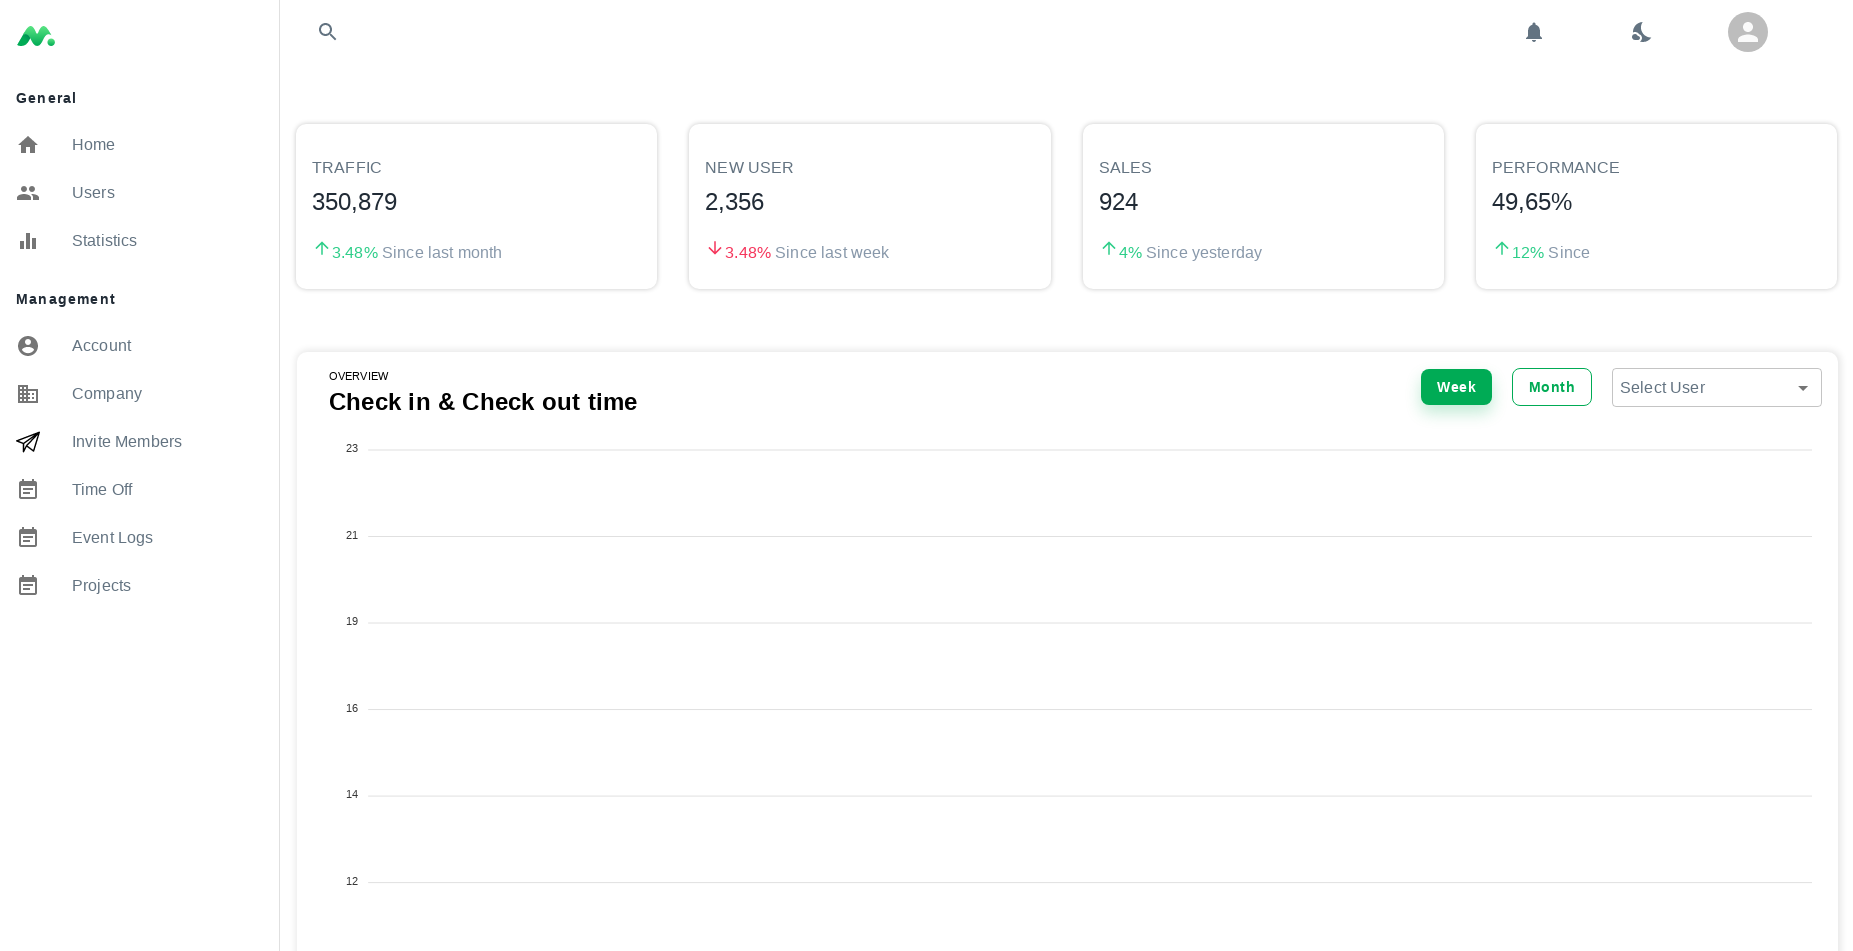 General
Home
Users
Statistics
Management
Account
Company
Invite Members
Time Off
Event Logs
Projects
TRAFFIC
350,879
3.48% Since last month
NEW USER
2,356
3.48% Since last week
SALES
924
4% Since yesterday
PERFORMANCE
49,65%
12% Since
OVERVIEW
Check in & Check out time
Week
Month
Select User
23
21
19
16
14
12